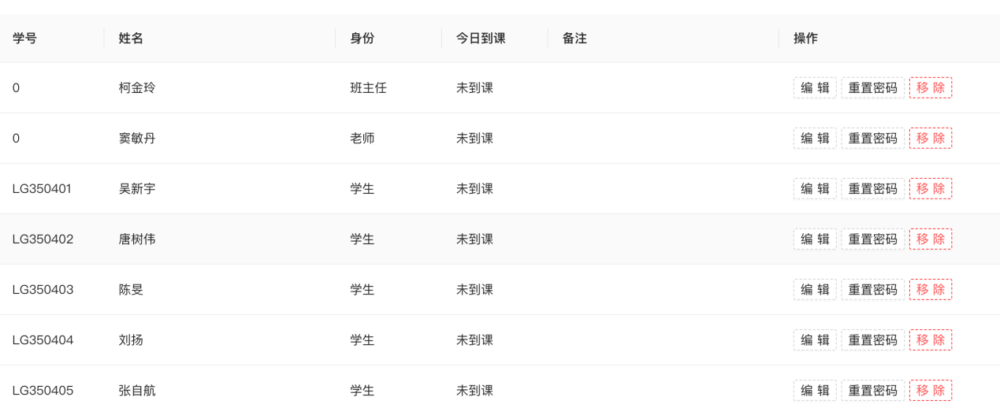 学号 姓名 身份 今日到课 备注 操作
0 柯金玲 班主任 未到课 编 辑 重置密码 移 除
0 窦敏丹 老师 未到课 编 辑 重置密码 移 除
LG350401 吴新宇 学生 未到课 编 辑 重置密码 移 除
LG350402 唐树伟 学生 未到课 编 辑 重置密码 移 除
LG350403 陈旻 学生 未到课 编 辑 重置密码 移 除
LG350404 刘扬 学生 未到课 编 辑 重置密码 移 除
LG350405 张自航 学生 未到课 编 辑 重置密码 移 除